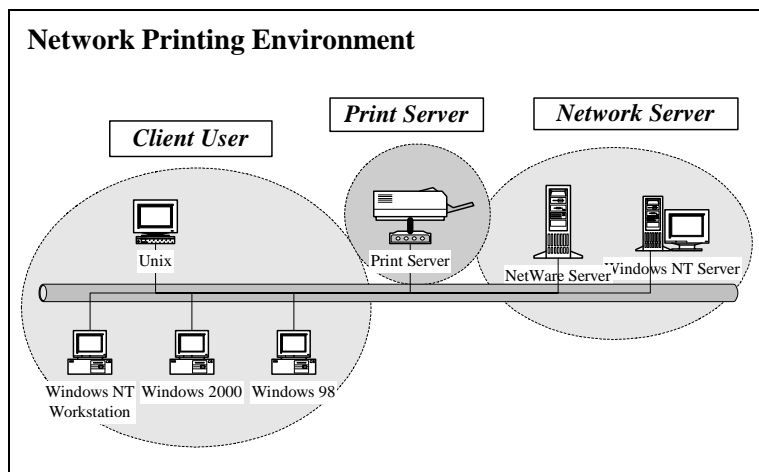 Network Printing Environment
Print Server
Network Server
Client User
Unix
Print Server
NetWare Server
Windows NT Server
Windows NT
Workstation
Windows 2000
Windows 98